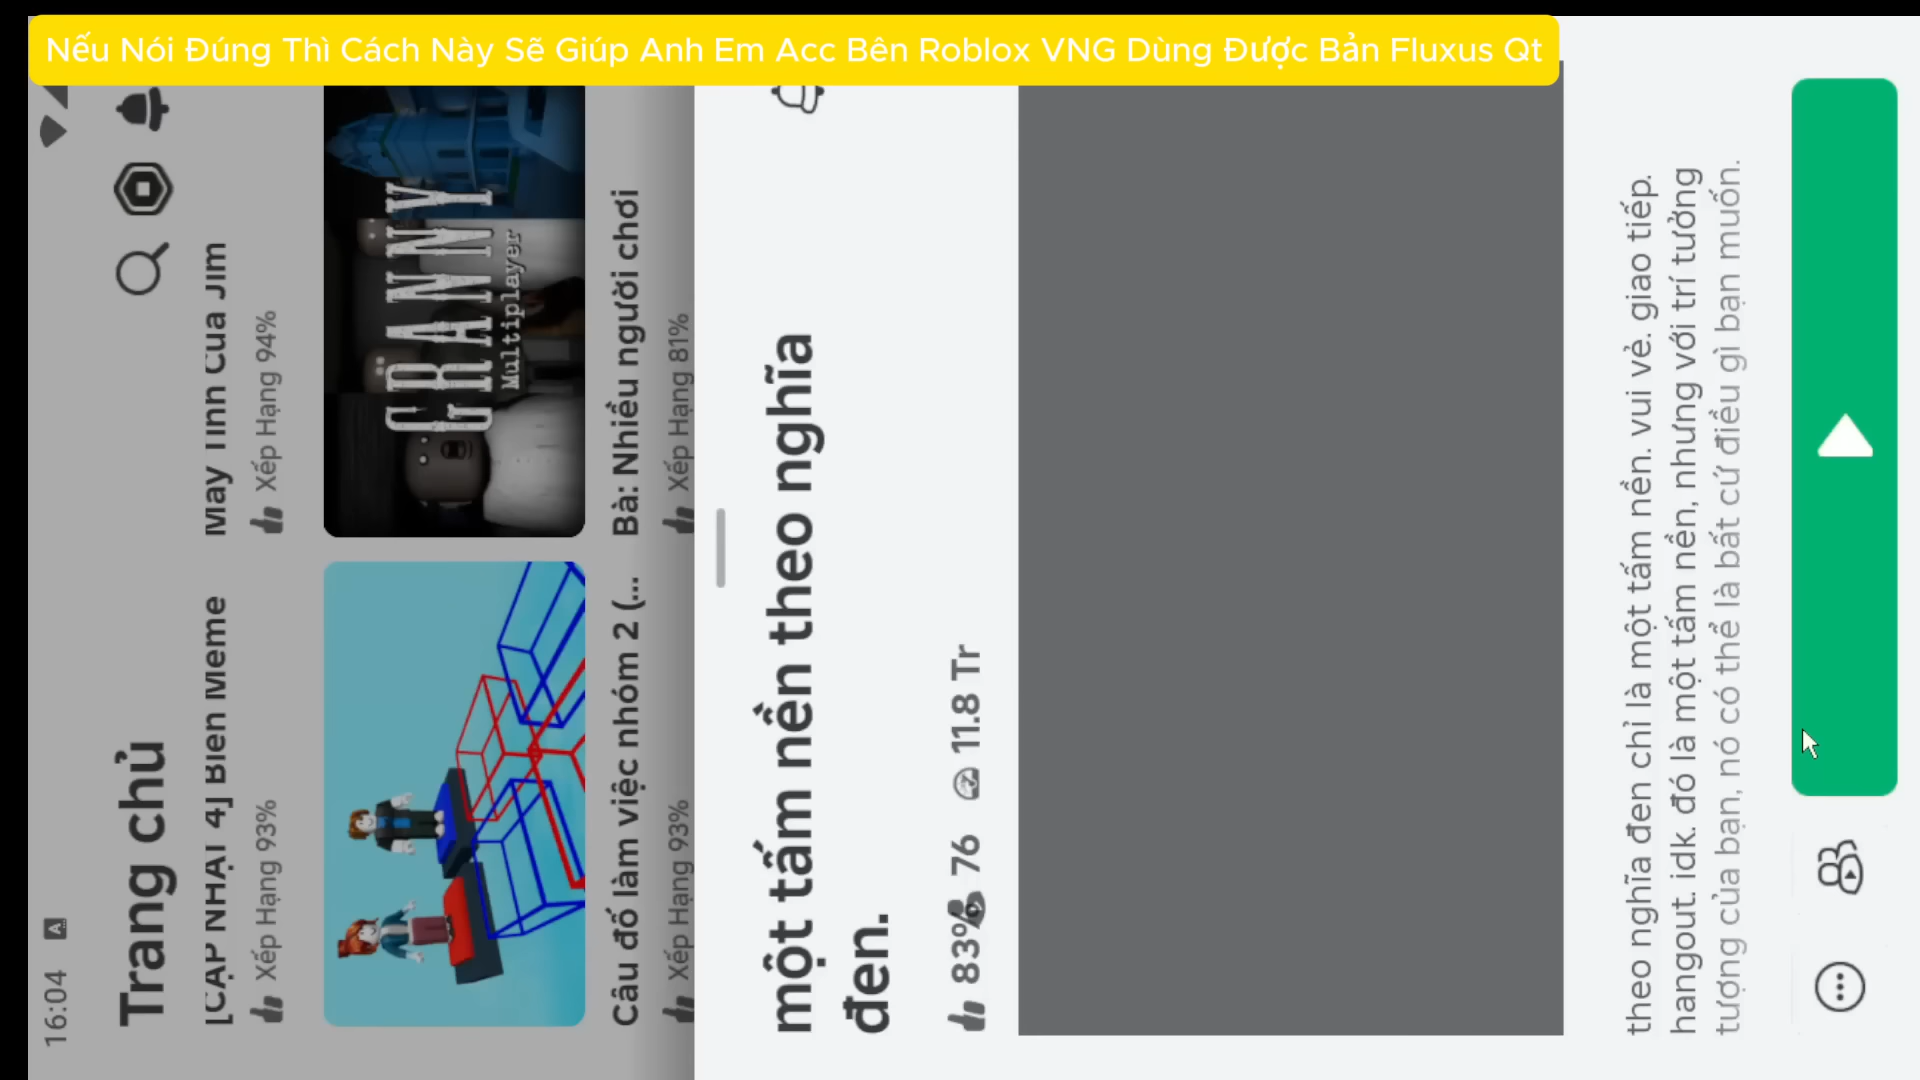 Nếu Nói Đúng Thì Cách Này Sẽ Giúp Anh Em Acc Bên Roblox VNG Dùng Được Bản Fluxus Qt
16:04
Trang chủ
[CẬP NHẬT 4] Biến Meme
Xếp Hạng 93%
Máy Tính Của Jim
Xếp Hạng 94%
GRANNY
Multiplayer
Câu đố làm việc nhóm 2 (...
Xếp Hạng 93%
Bà: Nhiều người chơi
Xếp Hạng 81%
một tấm nền theo nghĩa
đen.
83% 76 11.8 Tr
theo nghĩa đen chỉ là một tấm nền. vui vẻ. giao tiếp.
hangout. idk. đó là một tấm nền, nhưng với trí tưởng
tượng của bạn, nó có thể là bất cứ điều gì bạn muốn.